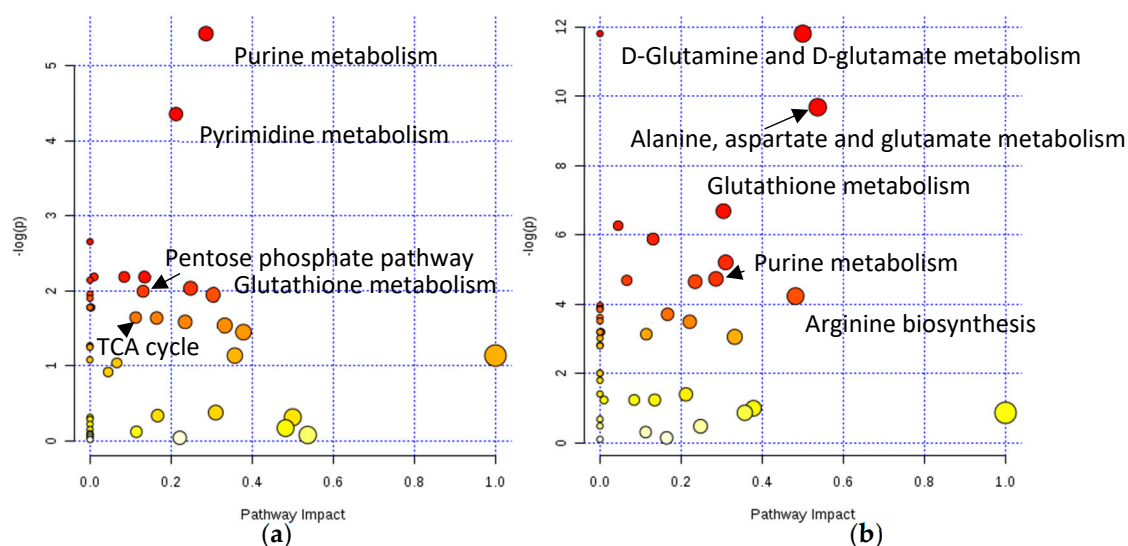 Purine metabolism
Pyrimidine metabolism
Pentose phosphate pathway
Glutathione metabolism
TCA cycle
-log(p)
5
4
3
2
1
0
0.0 0.2 0.4 0.6 0.8 1.0
Pathway Impact
(a)
D-Glutamine and D-glutamate metabolism
Alanine, aspartate and glutamate metabolism
Glutathione metabolism
Purine metabolism
Arginine biosynthesis
-log(p)
12
10
8
6
4
2
0
0.0 0.2 0.4 0.6 0.8 1.0
Pathway Impact
(b)